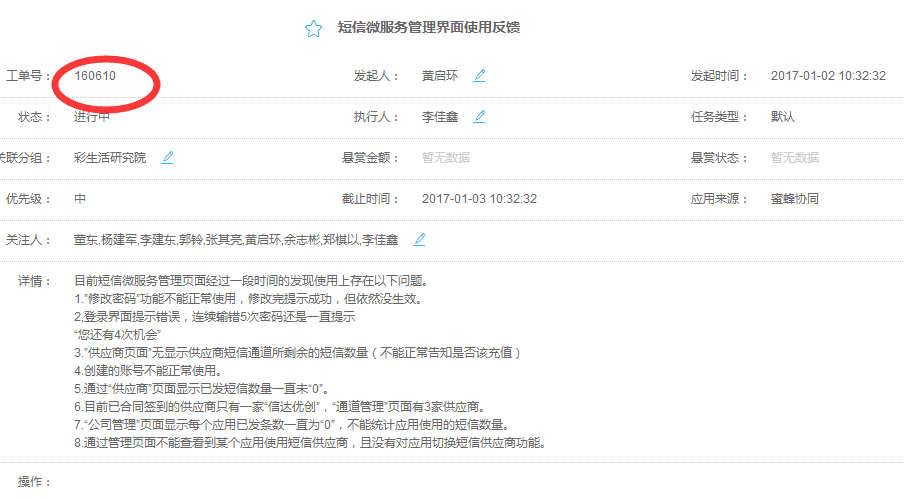 短信微服务管理界面使用反馈
工单号： 160610 发起人： 黄启环 发起时间： 2017-01-02 10:32:32
状态： 进行中 执行人： 李佳鑫 任务类型： 默认
关联分组： 彩生活研究院 悬赏金额： 暂无数据 悬赏状态： 暂无数据
优先级： 中 截止时间： 2017-01-03 10:32:32 应用来源： 蜜蜂协同
关注人： 董东,杨建军,李建东,郭铃,张其亮,黄启环,余志彬,郑棋以,李佳鑫
详情： 目前短信微服务管理页面经过一段时间的发现使用上存在以下问题。
1.”修改密码”功能不能正常使用，修改完提示成功，但依然没生效。
2,登录界面提示错误，连续输错5次密码还是一直提示
“您还有4次机会”
3.”供应商页面”无显示供应商短信通道所剩余的短信数量（不能正常告知是否该充值）
4.创建的账号不能正常使用。
5.通过“供应商”页面显示已发短信数量一直未“0”。
6.目前已合同签到的供应商只有一家“信达优创”，“通道管理”页面有3家供应商。
7.“公司管理”页面显示每个应用已发条数一直为“0”，不能统计应用使用的短信数量。
8.通过管理页面不能查看到某个应用使用短信供应商，且没有对应用切换短信供应商功能。
操作：